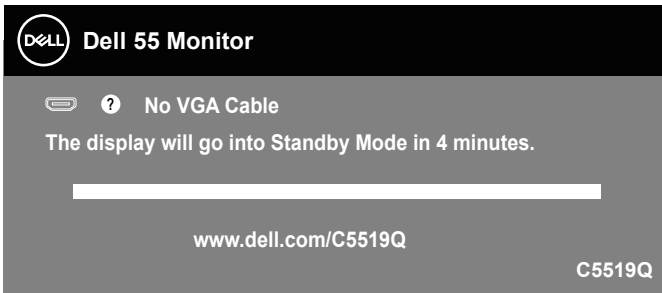 DELL Dell 55 Monitor
? No VGA Cable
The display will go into Standby Mode in 4 minutes.
www.dell.com/C5519Q
C5519Q